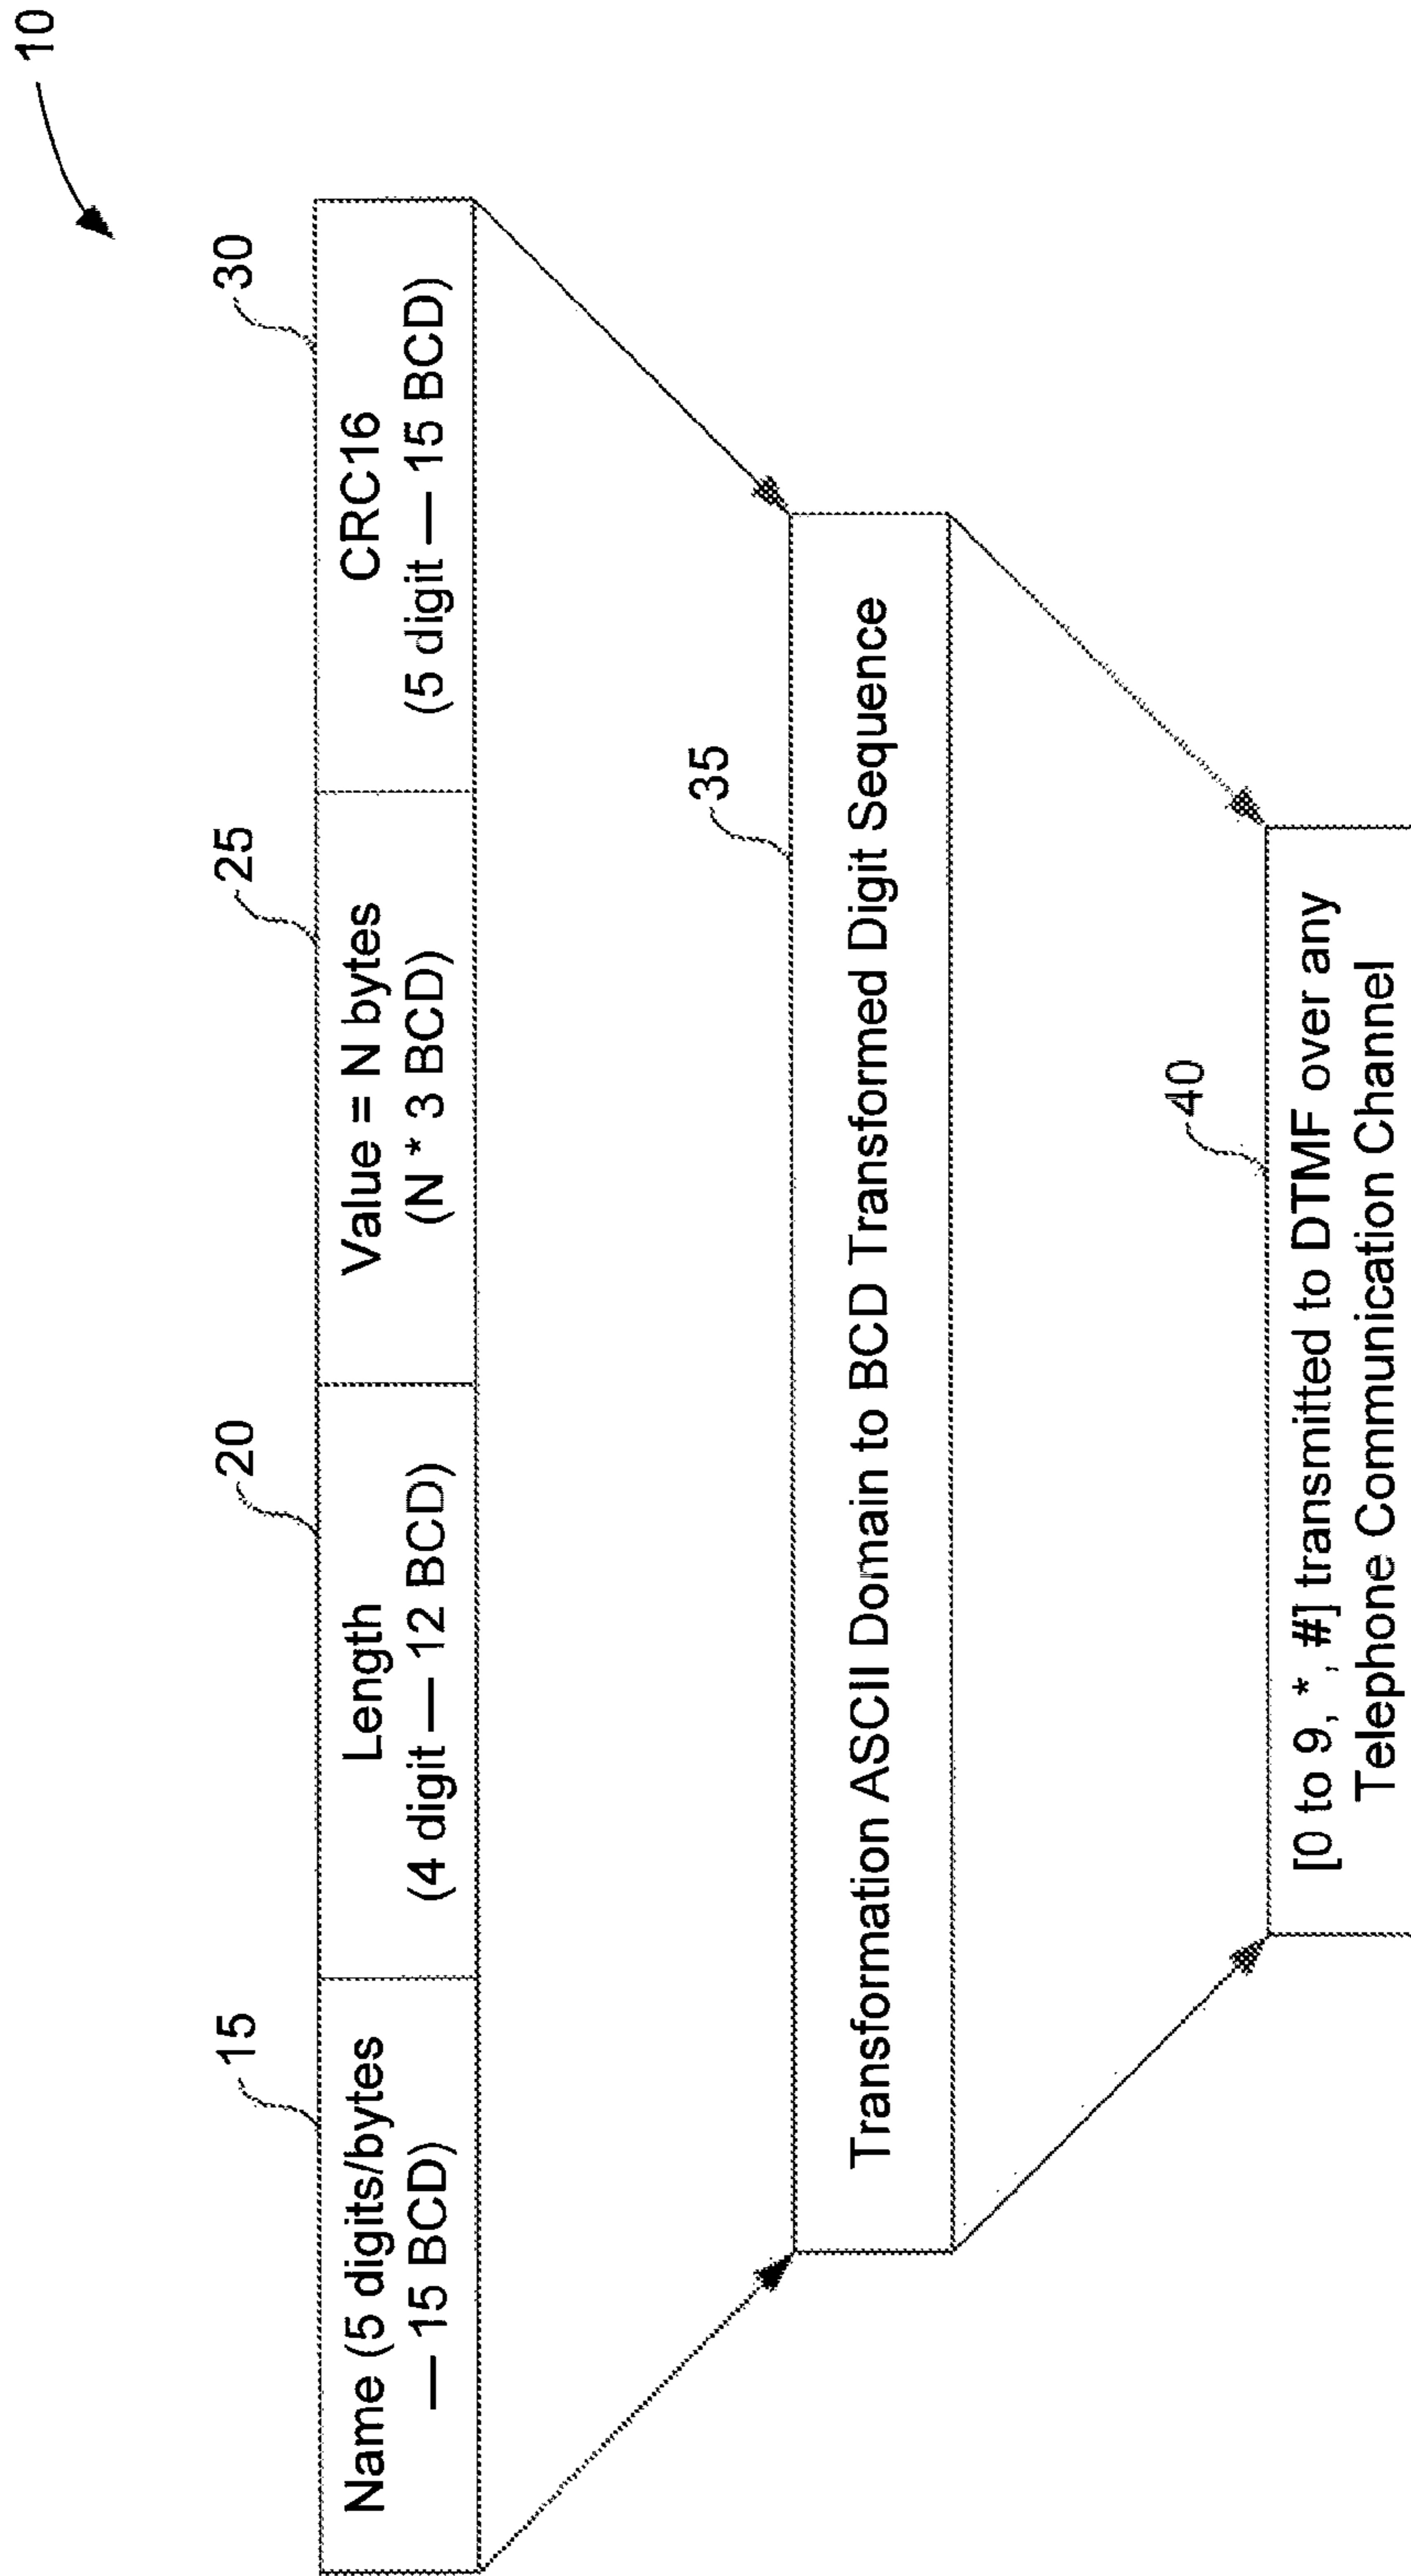 10
15
Name (5 digits/bytes
— 15 BCD)
20
Length
(4 digit — 12 BCD)
25
Value = N bytes
(N * 3 BCD)
30
CRC16
(5 digit — 15 BCD)
35
Transformation ASCII Domain to BCD Transformed Digit Sequence
40
[0 to 9, *, #] transmitted to DTMF over any
Telephone Communication Channel